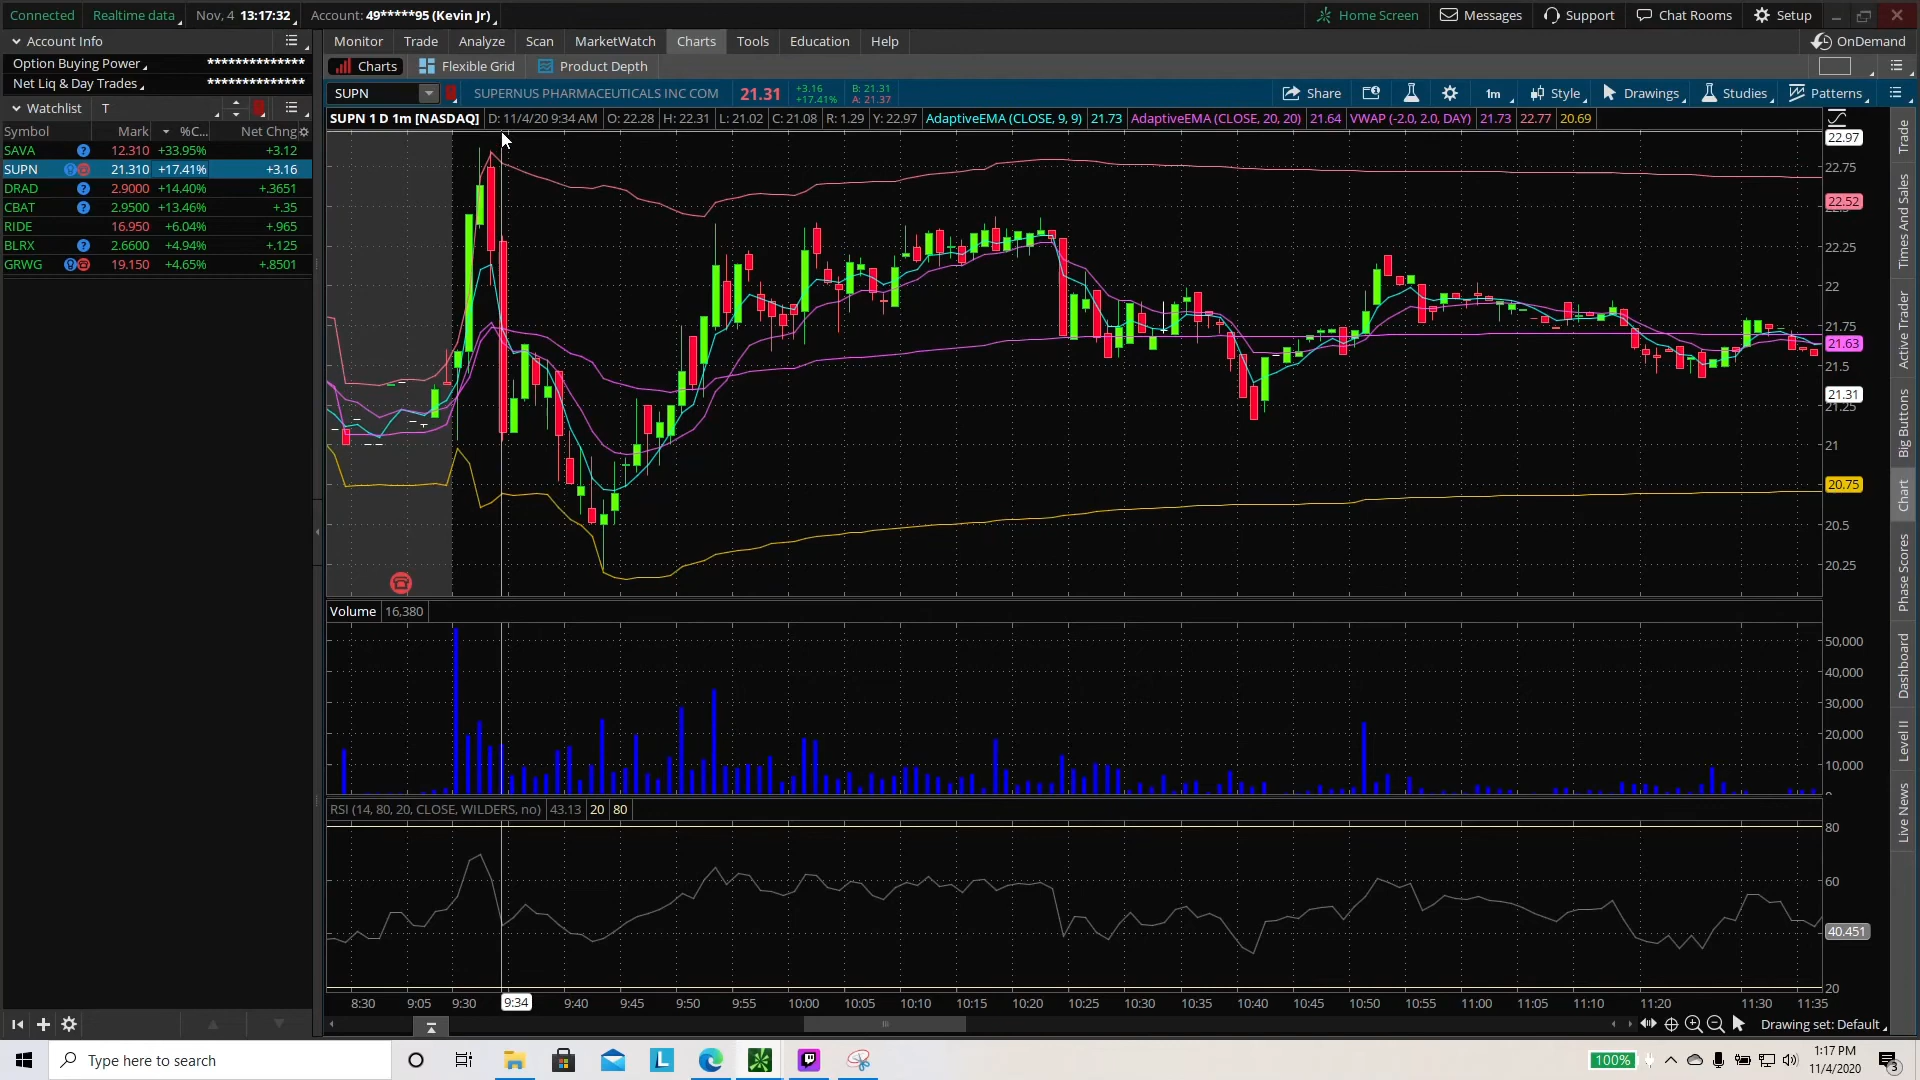 Connected Realtime data Nov, 4 13:17:32 Account: 49*****95 (Kevin Jr) Home Screen Messages Support Chat Rooms Setup
Account Info
Monitor Trade Analyze Scan MarketWatch Charts Tools Education Help OnDemand
Option Buying Power **************
Charts Flexible Grid Product Depth
Net Liq & Day Trades **************
SUPN SUPERNUS PHARMACEUTICALS INC COM 21.31 +3.16 +17.41% B: 21.31 A: 21.37 Share 1m Style Drawings Studies Patterns
Watchlist T
SUPN 1 D 1m [NASDAQ] D: 11/4/20 9:34 AM O: 22.28 H: 22.31 L: 21.02 C: 21.08 R: 1.29 Y: 22.97 AdaptiveEMA (CLOSE, 9, 9) 21.73 AdaptiveEMA (CLOSE, 20, 20) 21.64 VWAP (-2.0, 2.0, DAY) 21.73 22.77 20.69
Symbol Mark %C... Net Chng
SAVA 12.310 +33.95% +3.12
SUPN 21.310 +17.41% +3.16
DRAD 2.9000 +14.40% +.3651
CBAT 2.9500 +13.46% +.35
RIDE 16.950 +6.04% +.965
BLRX 2.6600 +4.94% +.125
GRWG 19.150 +4.65% +.8501
22.97
22.75
22.52
22.25
22
21.75
21.63
21.5
21.31
21.25
21
20.75
20.5
20.25
Volume 16,380
50,000
40,000
30,000
20,000
10,000
RSI (14, 80, 20, CLOSE, WILDERS, no) 43.13 20 80
80
60
40.451
20
8:30 9:05 9:30 9:34 9:40 9:45 9:50 9:55 10:00 10:05 10:10 10:15 10:20 10:25 10:30 10:35 10:40 10:45 10:50 10:55 11:00 11:05 11:10 11:20 11:30 11:35
Drawing set: Default
Trade
Times And Sales
Active Trader
Big Buttons
Chart
Phase Scores
Dashboard
Level II
Live News
Type here to search
100%
1:17 PM
11/4/2020
3